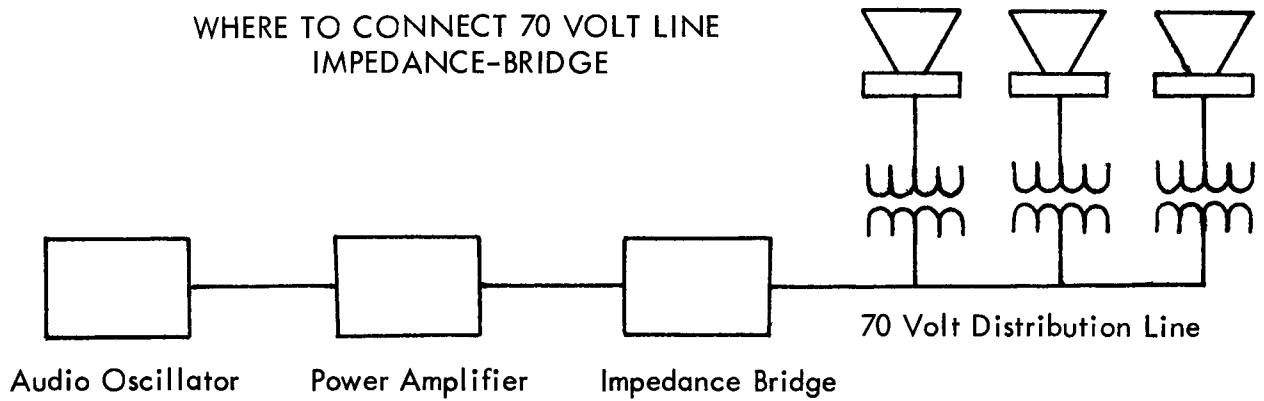 WHERE TO CONNECT 70 VOLT LINE
IMPEDANCE-BRIDGE
70 Volt Distribution Line
Audio Oscillator
Power Amplifier
Impedance Bridge